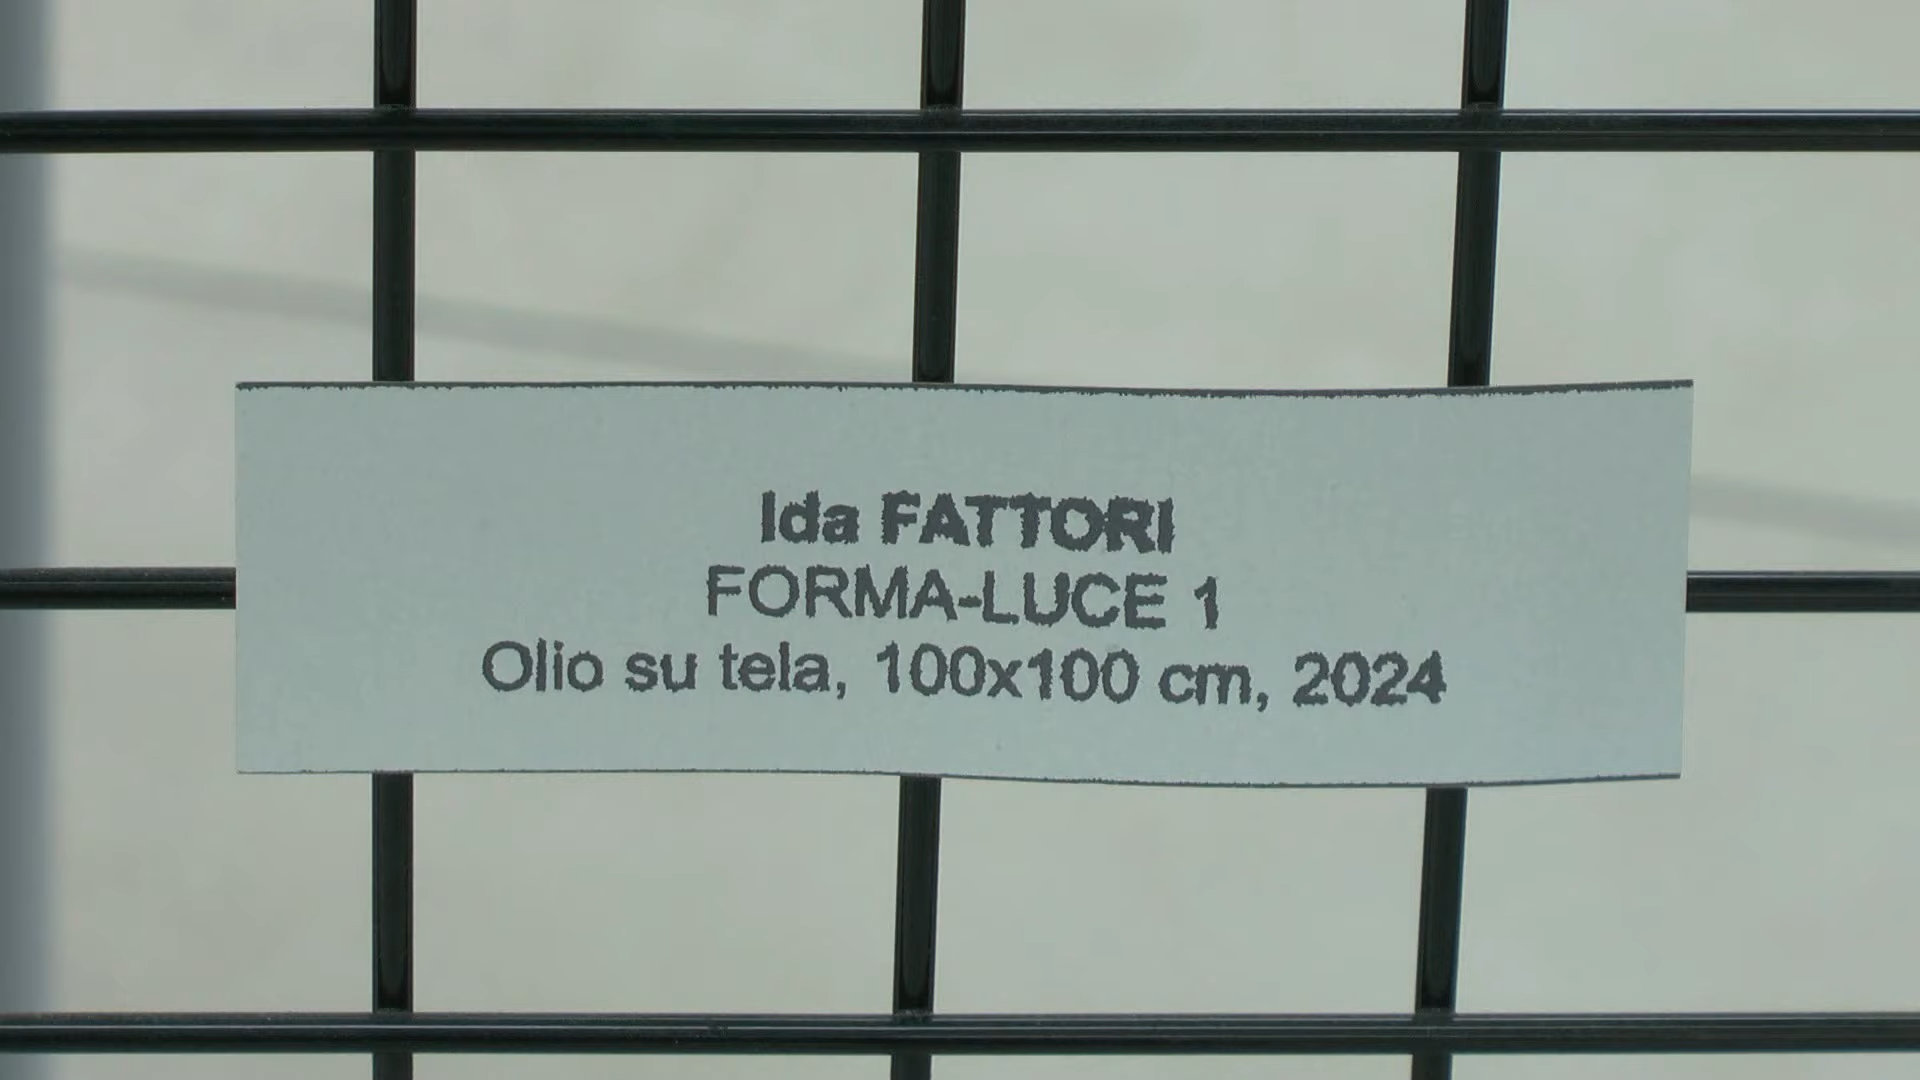 Ida FATTORI
FORMA-LUCE 1
Olio su tela, 100x100 cm, 2024